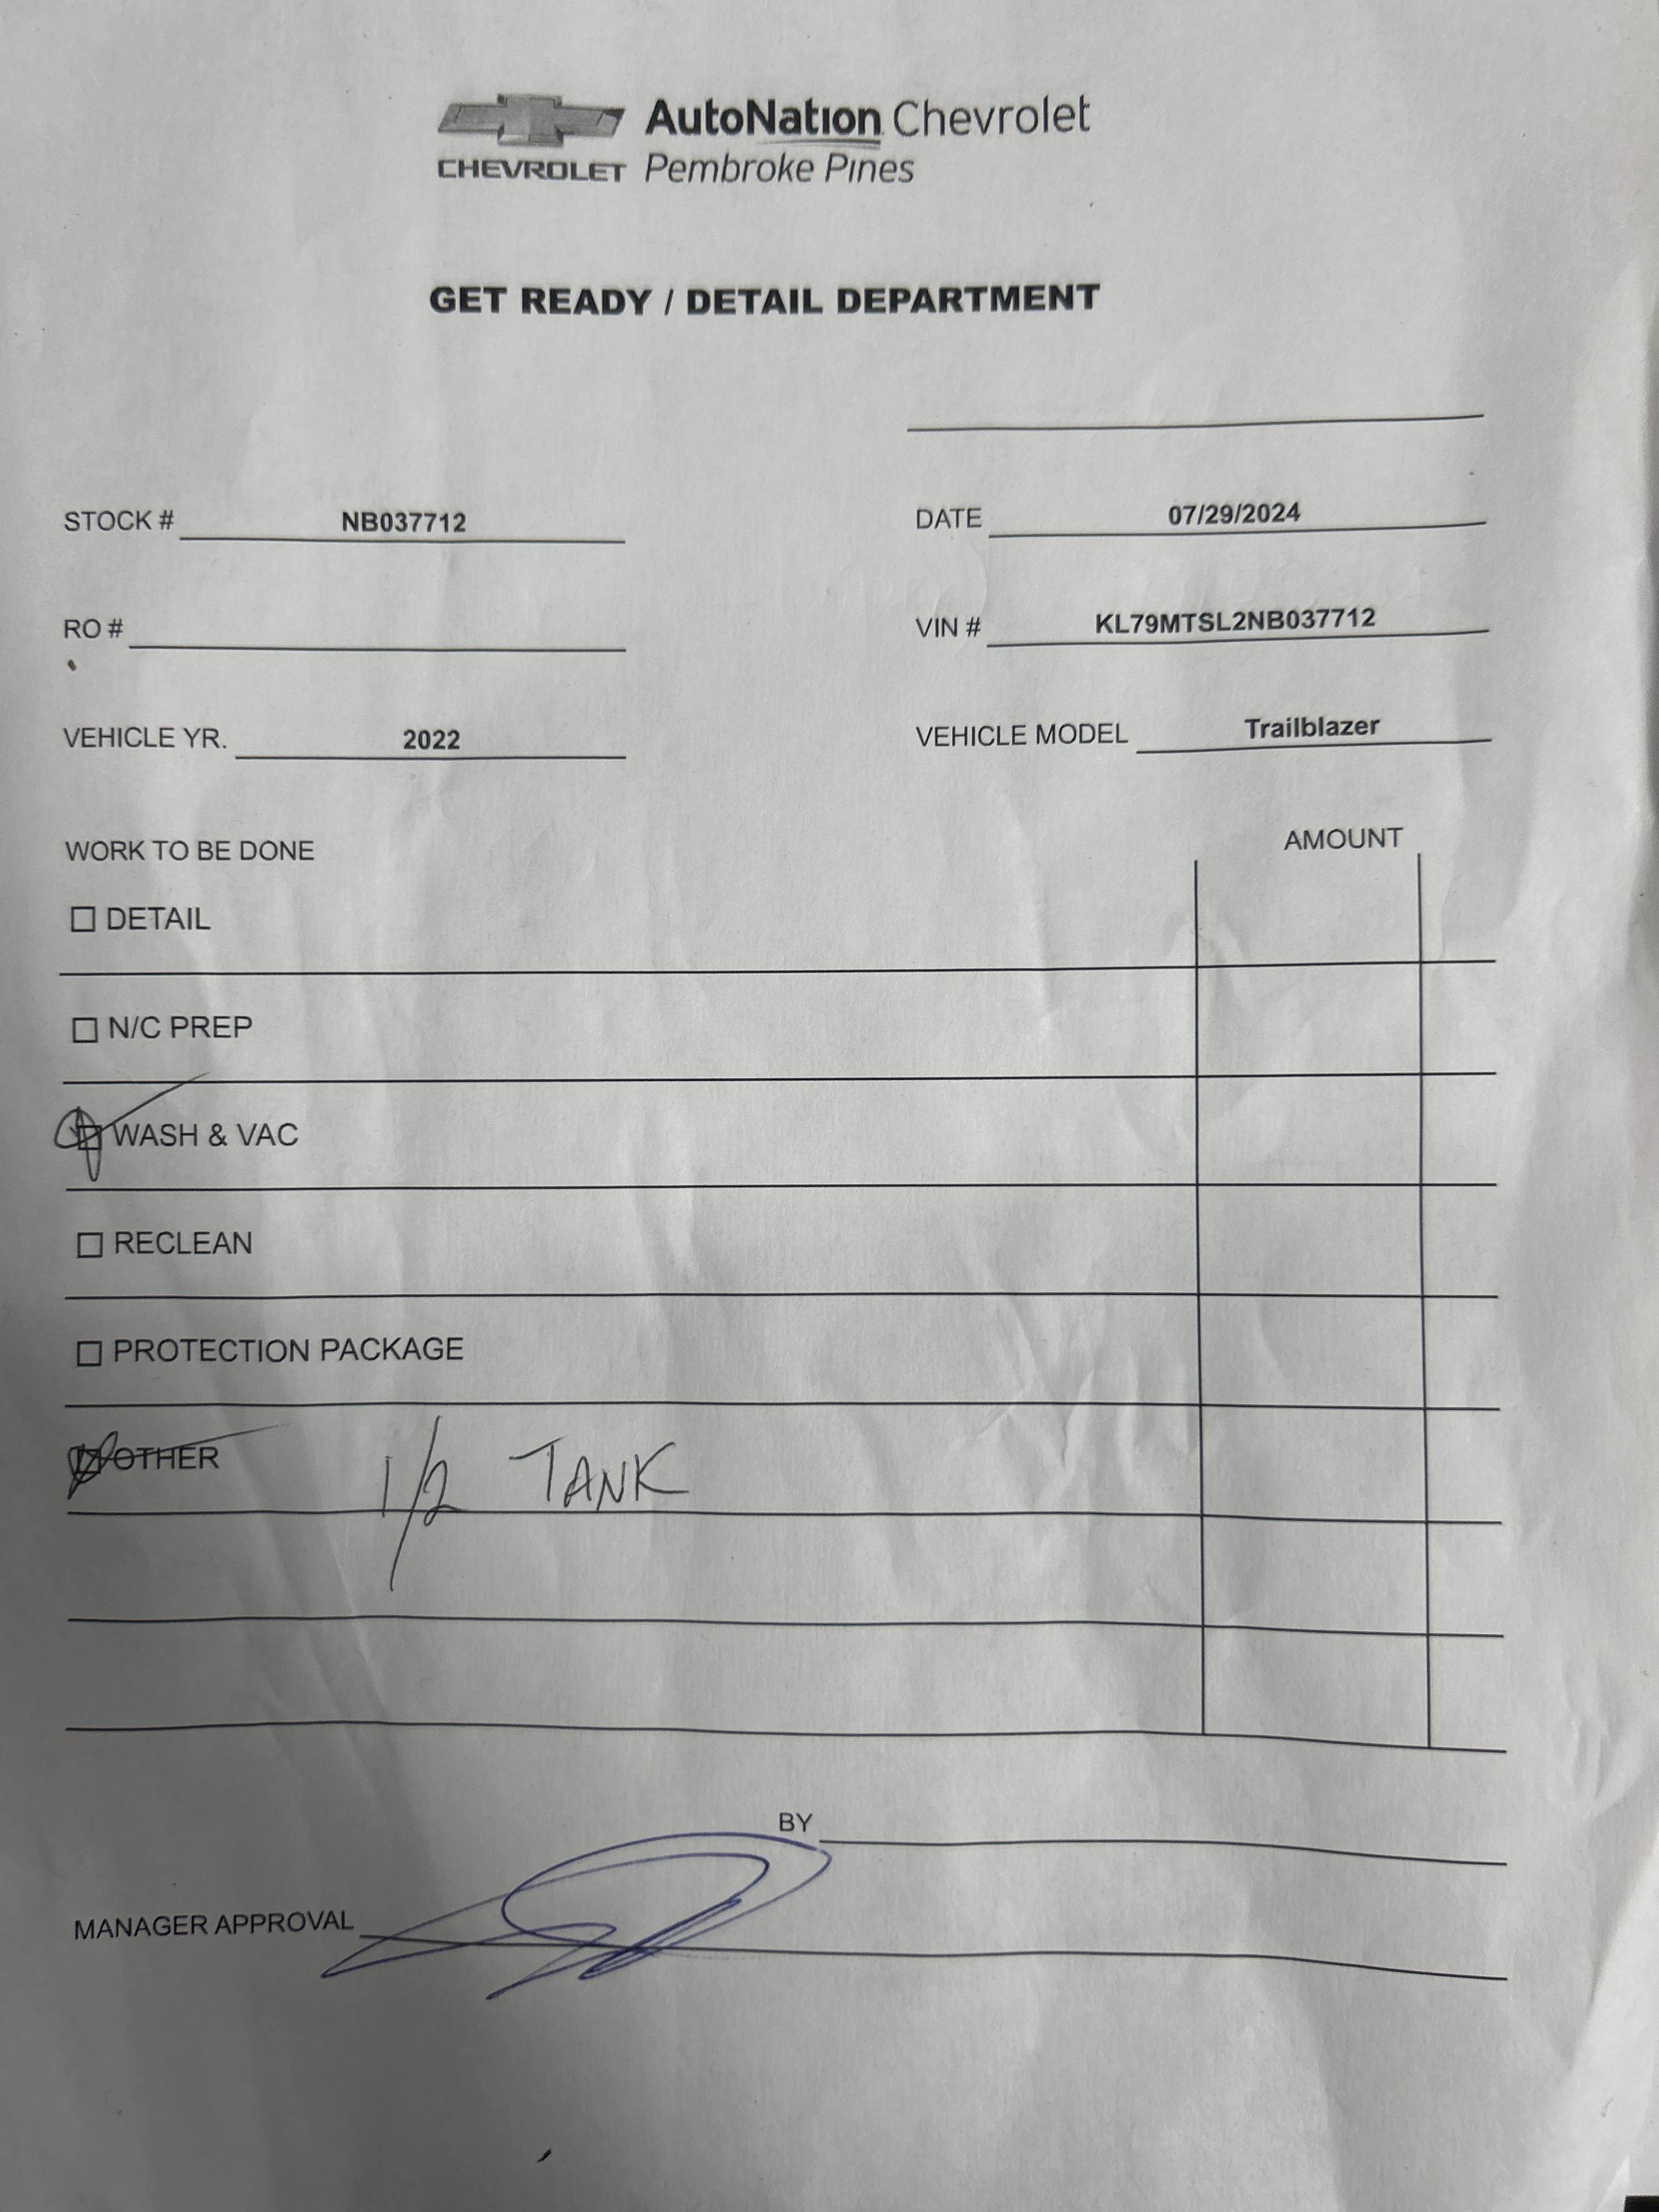 AutoNation Chevrolet
CHEVROLET Pembroke Pines
GET READY / DETAIL DEPARTMENT
STOCK # NB037712 DATE 07/29/2024
RO # VIN # KL79MTSL2NB037712
VEHICLE YR. 2022 VEHICLE MODEL Trailblazer
WORK TO BE DONE AMOUNT
DETAIL
N/C PREP
WASH & VAC
RECLEAN
PROTECTION PACKAGE
OTHER 1/2 TANK
BY
MANAGER APPROVAL